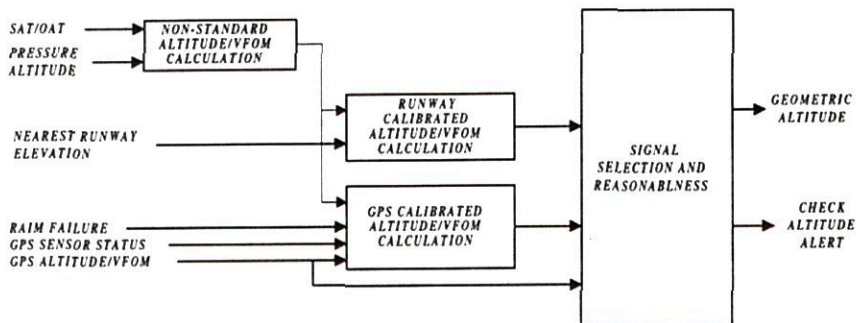 SAT/OAT
PRESSURE
ALTITUDE
NON-STANDARD
ALTITUDE/VFOM
CALCULATION
NEAREST RUNWAY
ELEVATION
RUNWAY
CALIBRATED
ALTITUDE/VFOM
CALCULATION
RAIM FAILURE
GPS SENSOR STATUS
GPS ALTITUDE/VFOM
GPS CALIBRATED
ALTITUDE/VFOM
CALCULATION
SIGNAL
SELECTION AND
REASONABLNESS
GEOMETRIC
ALTITUDE
CHECK
ALTITUDE
ALERT